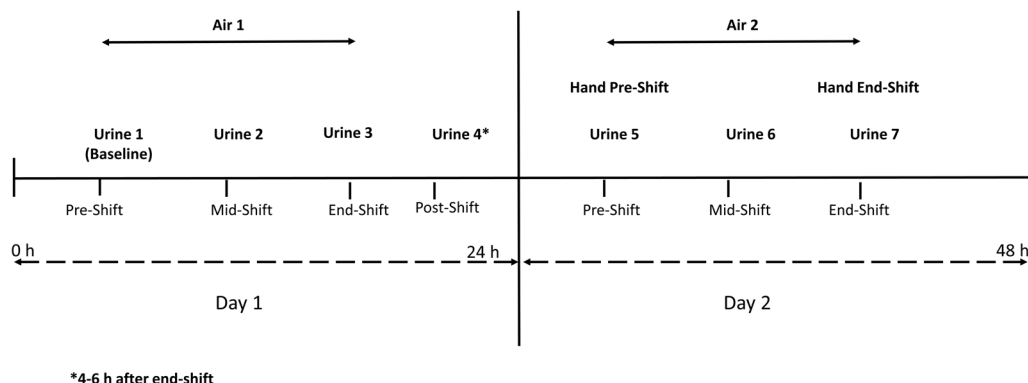 Air 1
Air 2
Hand Pre-Shift
Hand End-Shift
Urine 1
(Baseline)
Urine 2
Urine 3
Urine 4*
Urine 5
Urine 6
Urine 7
Pre-Shift
Mid-Shift
End-Shift
Post-Shift
Pre-Shift
Mid-Shift
End-Shift
0 h
24 h
48 h
Day 1
Day 2
*4-6 h after end-shift